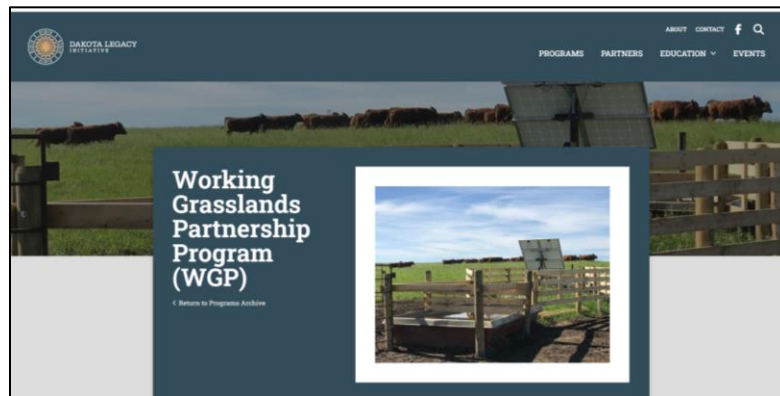 ABOUT CONTACT
DAKOTA LEGACY
INITIATIVE
PROGRAMS PARTNERS EDUCATION EVENTS
Working
Grasslands
Partnership
Program
(WGP)
< Return to Programs Archive